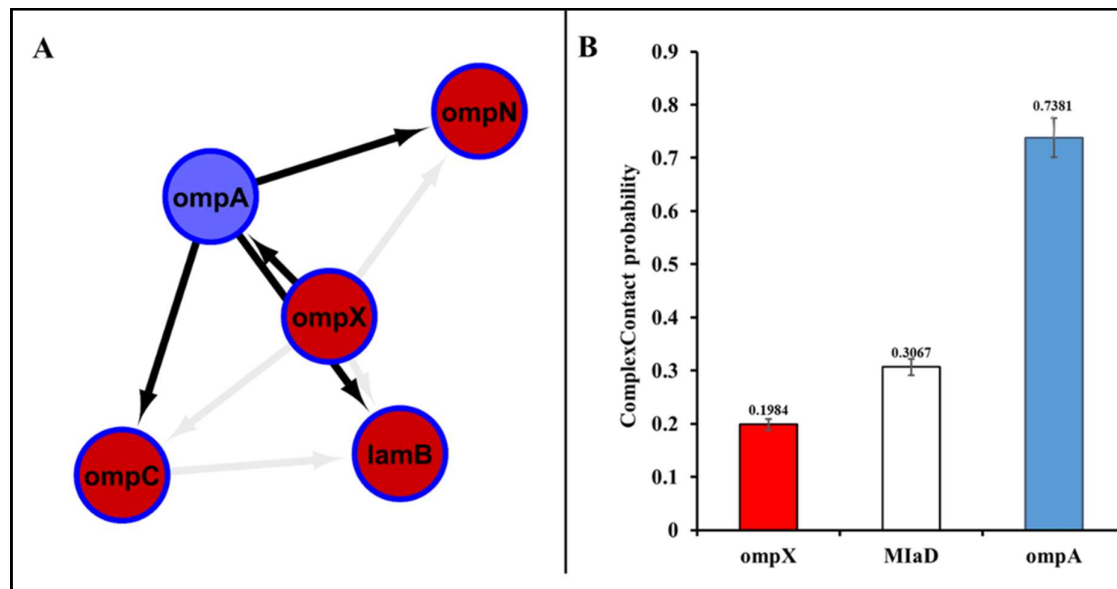 A
ompN
ompA
ompX
ompC
lamB
B
ComplexContact probability
0.9
0.8
0.7
0.6
0.5
0.4
0.3
0.2
0.1
0
0.1984
0.3067
0.7381
ompX
MIaD
ompA